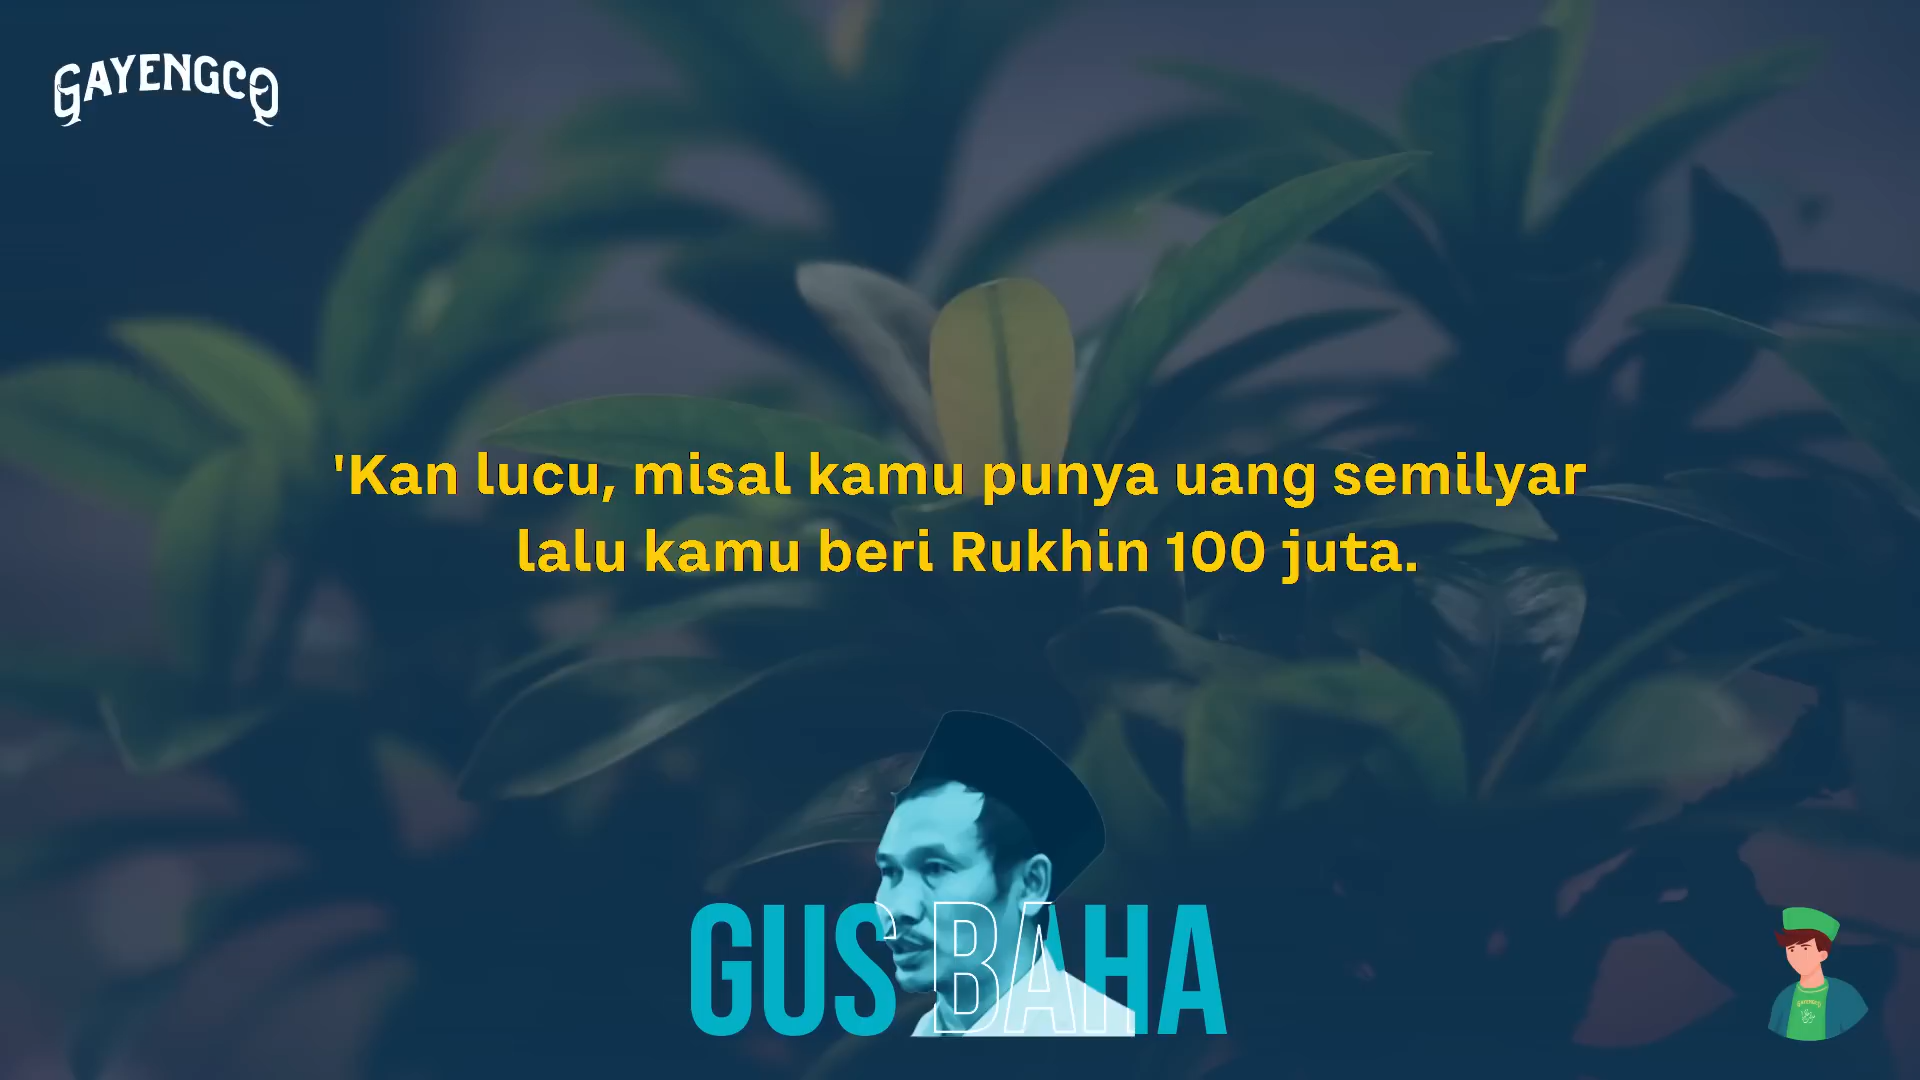 GAYENGCO
'Kan lucu, misal kamu punya uang semilyar
lalu kamu beri Rukhin 100 juta.
GUS BAHA